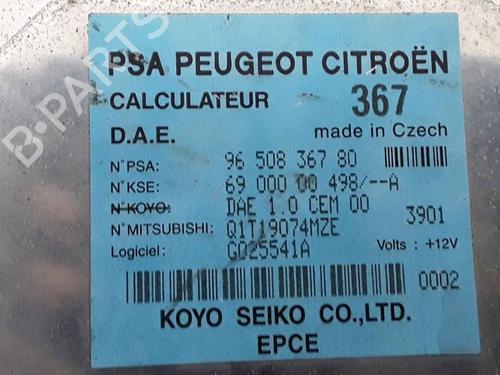 PSA PEUGEOT CITROËN
CALCULATEUR 367
D.A.E. made in Czech
N°PSA: 96 508 367 80
N°KSE: 69 000 00 498/--A
N°KOYO: DAE 1.0 CEM 00 3901
N°MITSUBISHI: Q1T19074MZE
Logiciel: G025541A Volts : +12V
0002
KOYO SEIKO CO.,LTD.
EPCE
B-PARTS